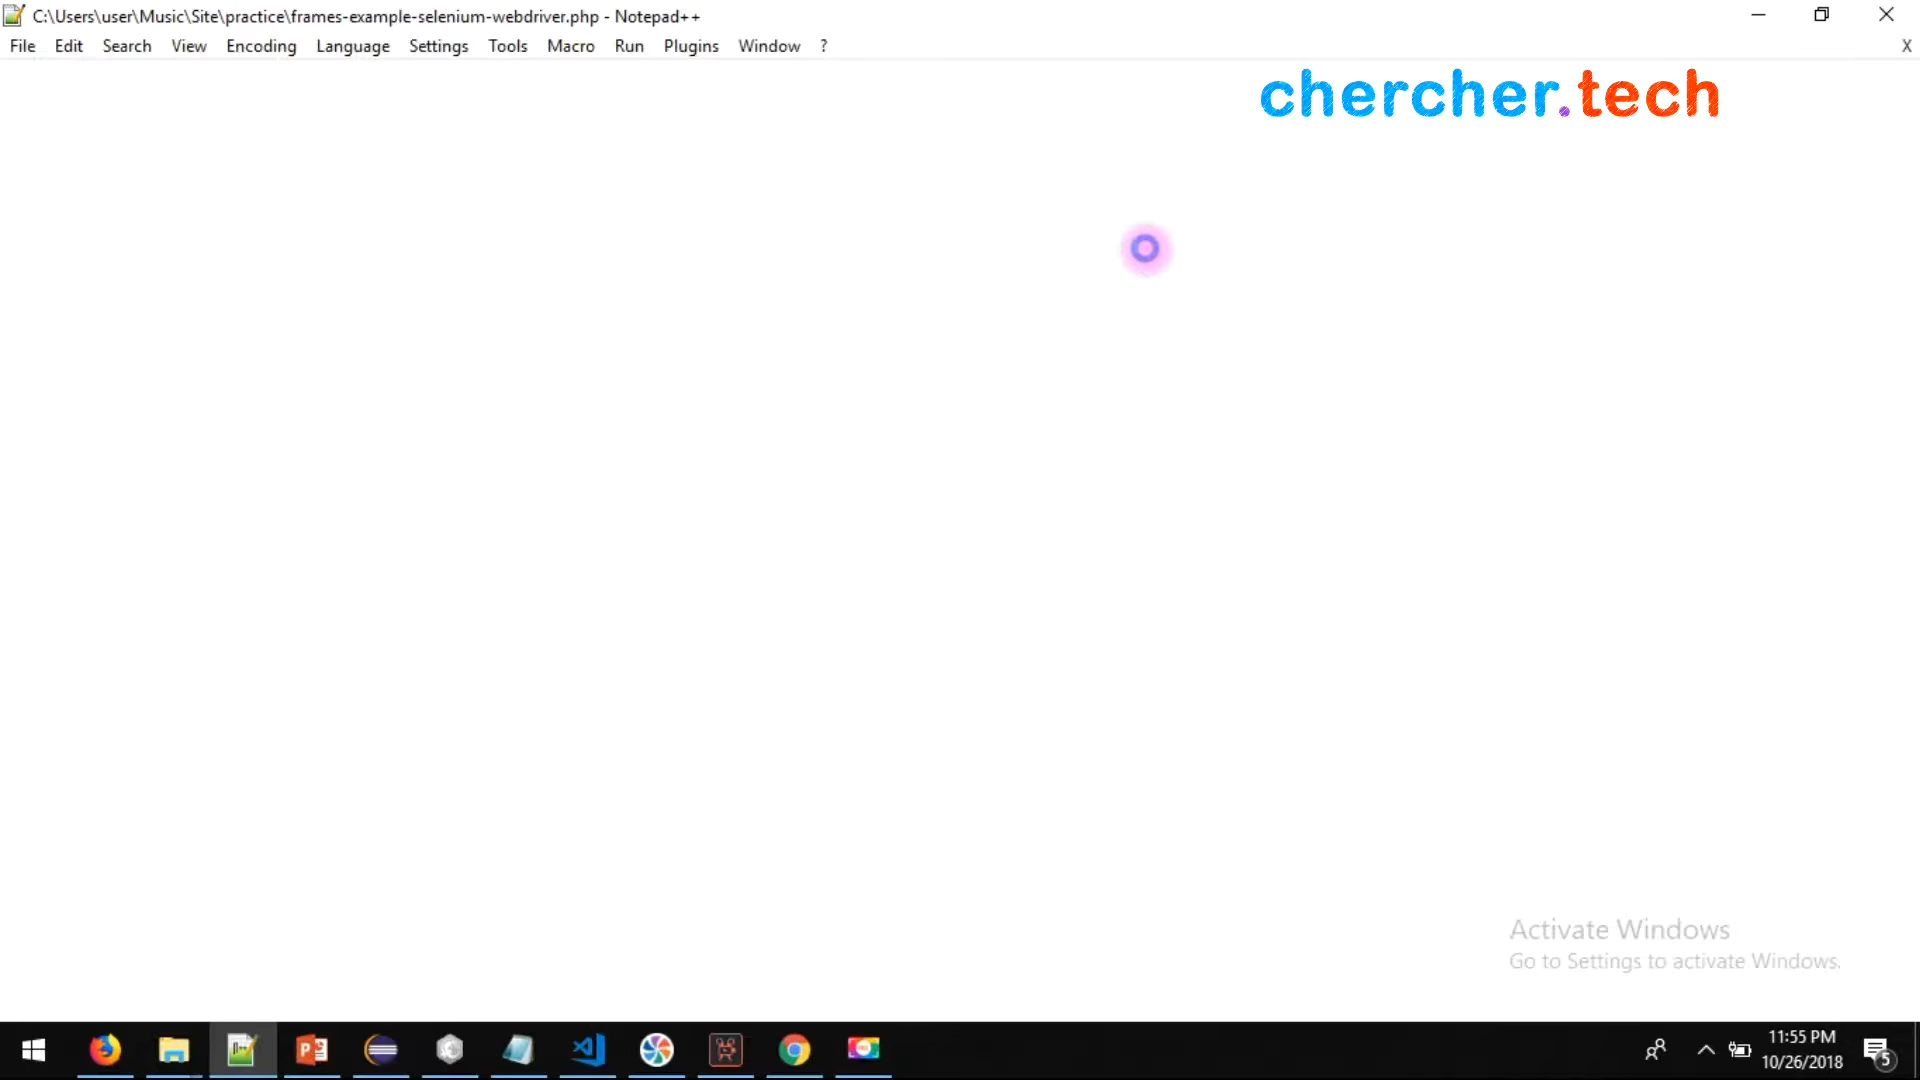 C:\Users\user\Music\Site\practice\frames-example-selenium-webdriver.php - Notepad++
File Edit Search View Encoding Language Settings Tools Macro Run Plugins Window ? X
chercher.tech
Activate Windows
Go to Settings to activate Windows.
11:55 PM
10/26/2018
5